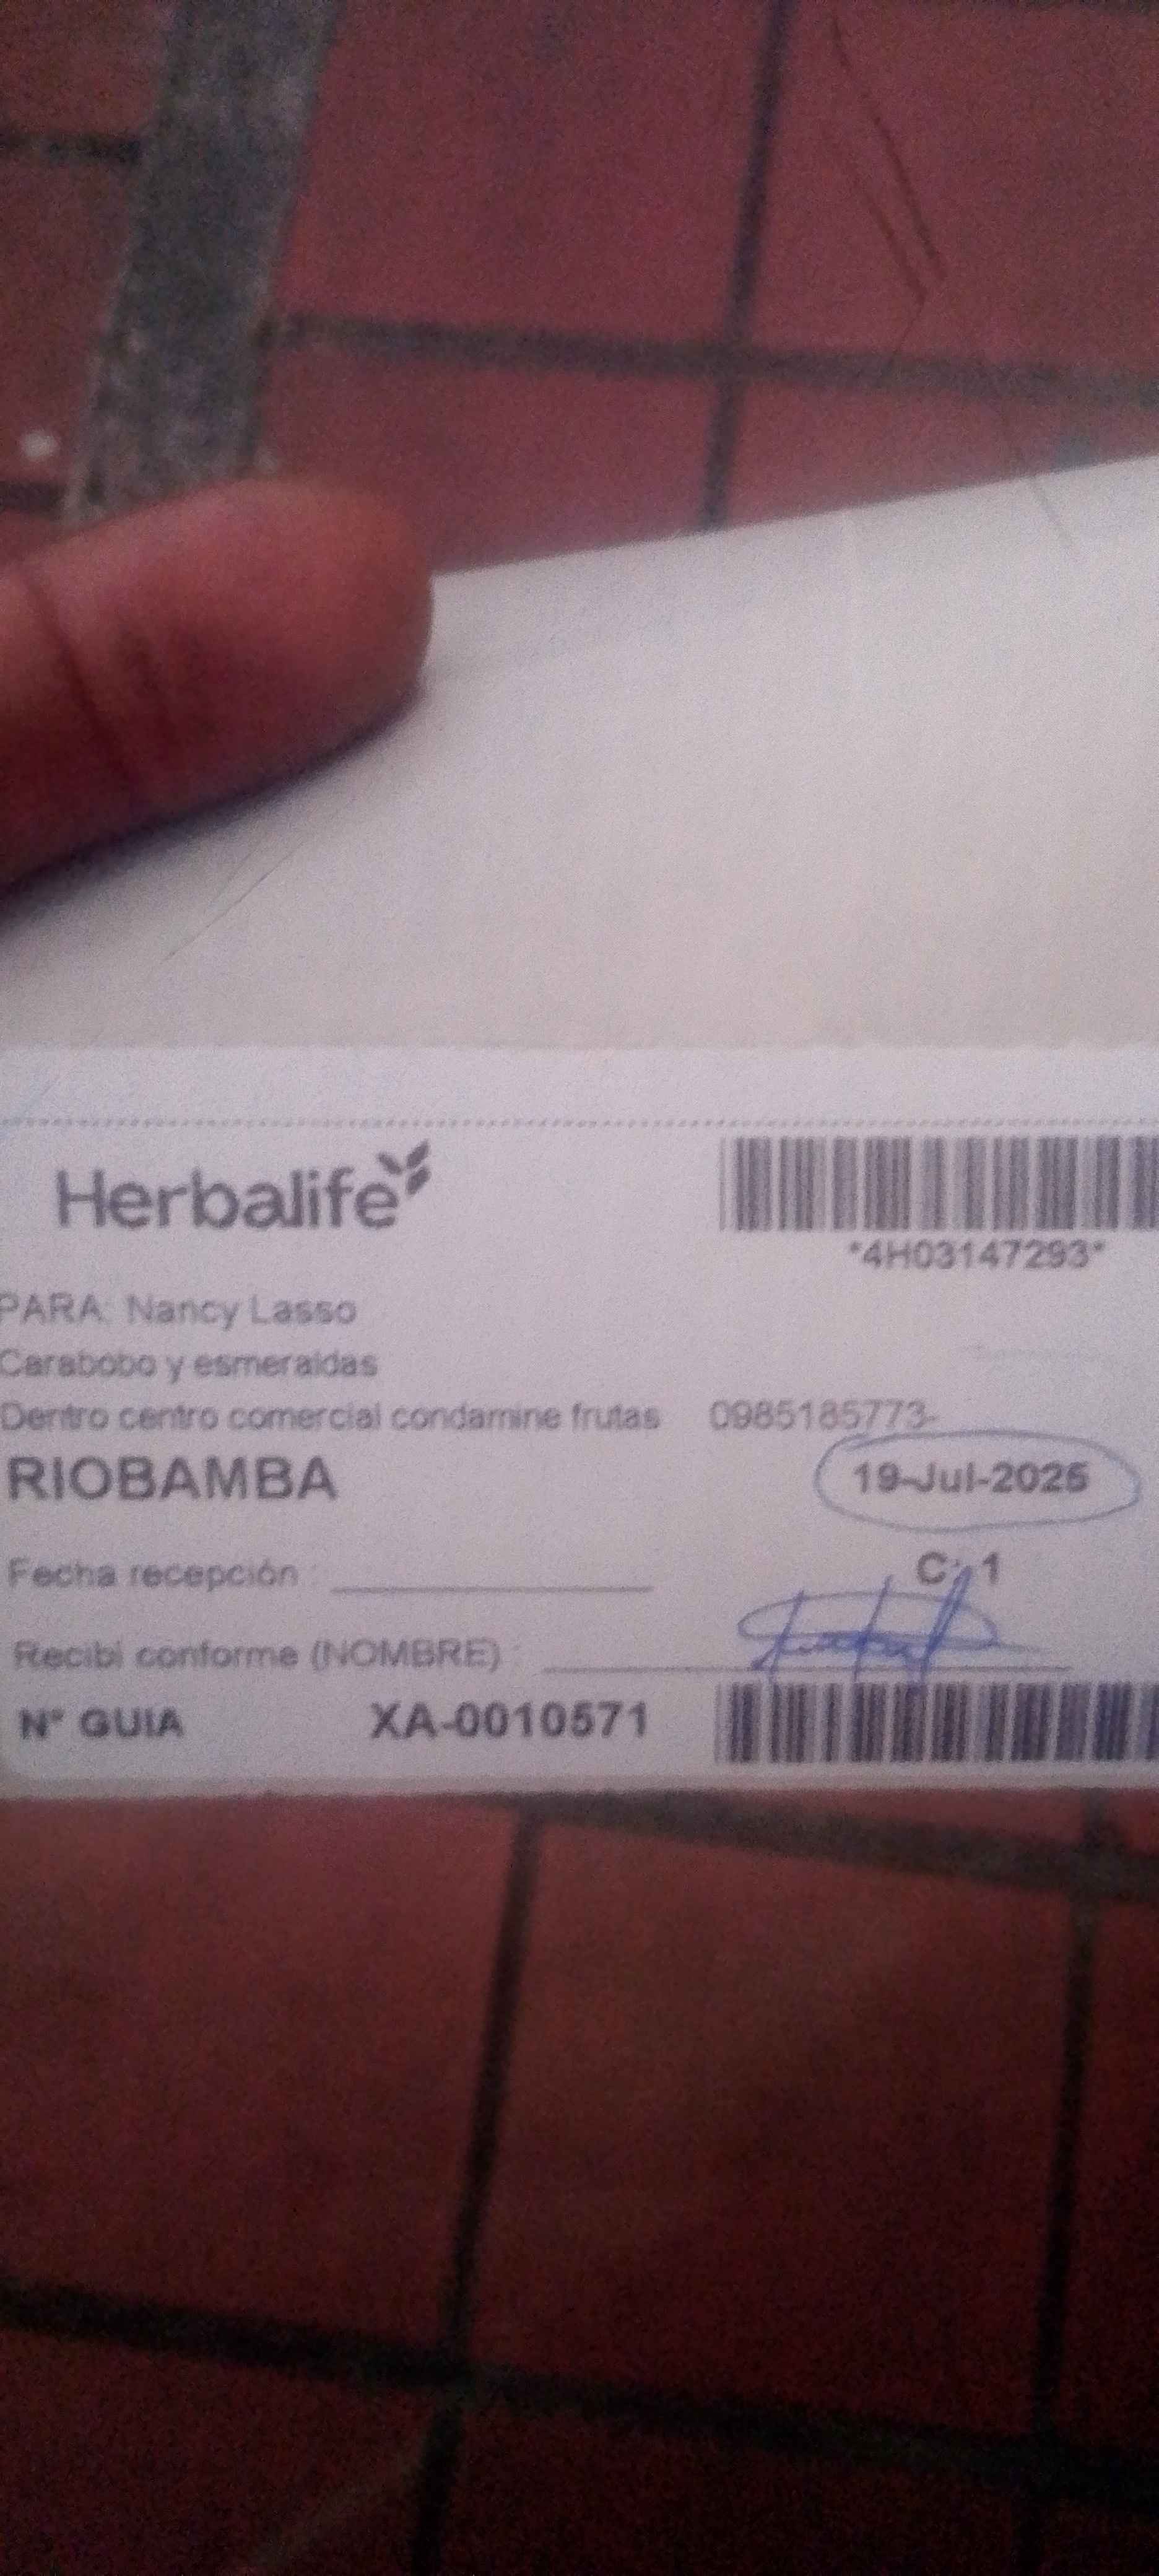 Herbalife
*4H03147293*
PARA: Nancy Lasso
Carabobo y esmeraldas
Dentro centro comercial condamine frutas 0985185773-
RIOBAMBA 19-Jul-2025
Fecha recepción :
C: 1
Recibi conforme (NOMBRE) :
N° GUIA XA-0010571